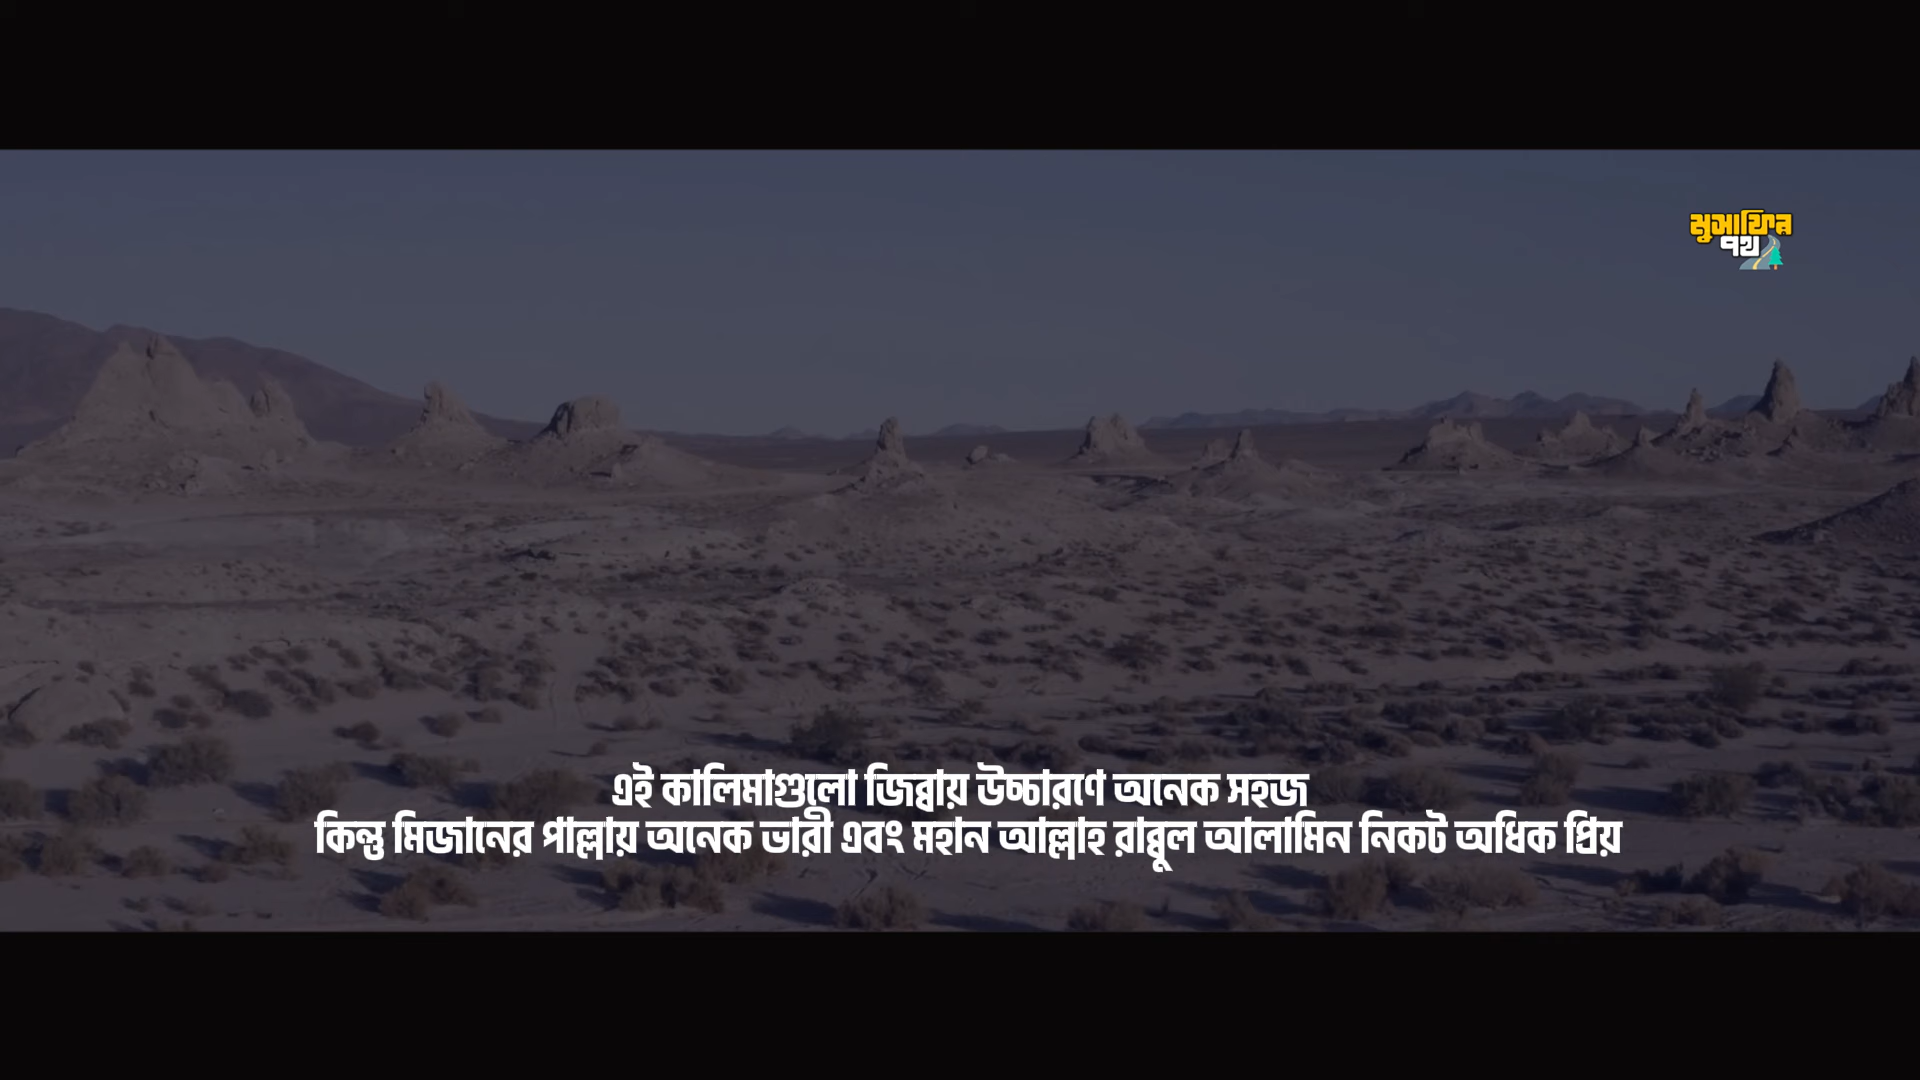 মুসাফির
পথ
এই কালিমাগুলো জিব্বায় উচ্চারণে অনেক সহজ
কিন্তু মিজানের পাল্লায় অনেক ভারী এবং মহান আল্লাহ রাব্বুল আলামিন নিকট অধিক প্রিয়